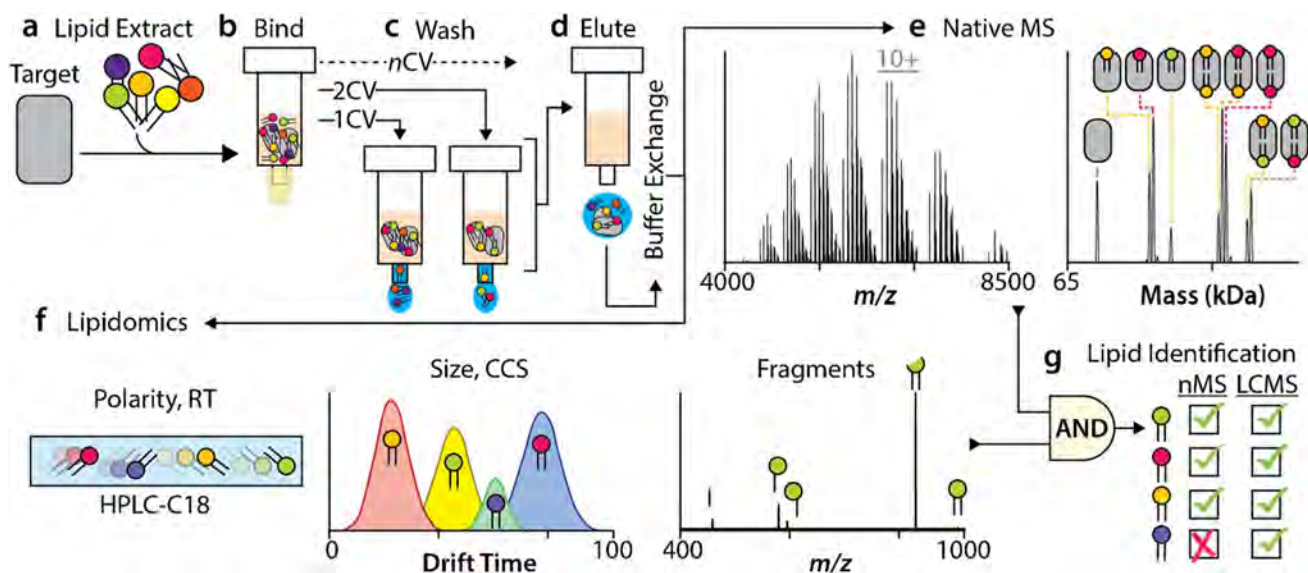 a Lipid Extract
Target
b Bind
c Wash
nCV
2CV
1CV
d Elute
Buffer Exchange
e Native MS
10+
4000
m/z
8500
65
Mass (kDa)
f Lipidomics
Polarity, RT
HPLC-C18
Size, CCS
0
Drift Time
100
Fragments
400
m/z
1000
AND
g Lipid Identification
nMS LCMS